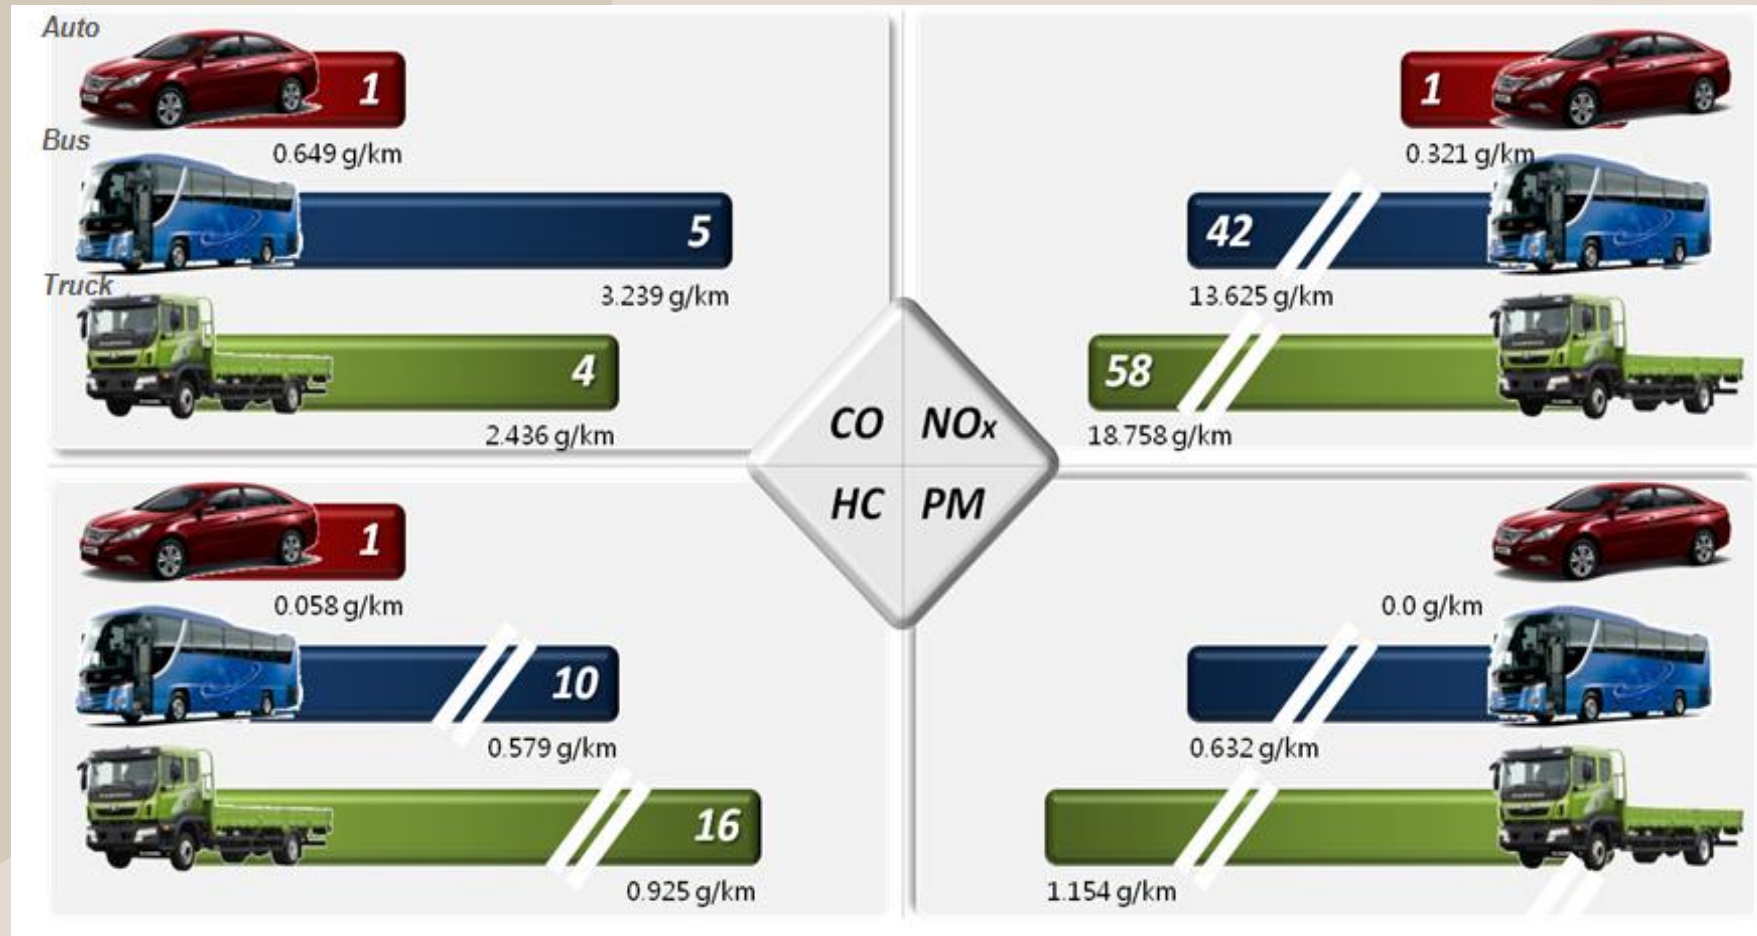 Auto
1
0.649 g/km
Bus
5
3.239 g/km
Truck
4
2.436 g/km
1
0.321 g/km
42
13.625 g/km
58
18.758 g/km
CO NOx
HC PM
1
0.058 g/km
10
0.579 g/km
16
0.925 g/km
0.0 g/km
0.632 g/km
1.154 g/km